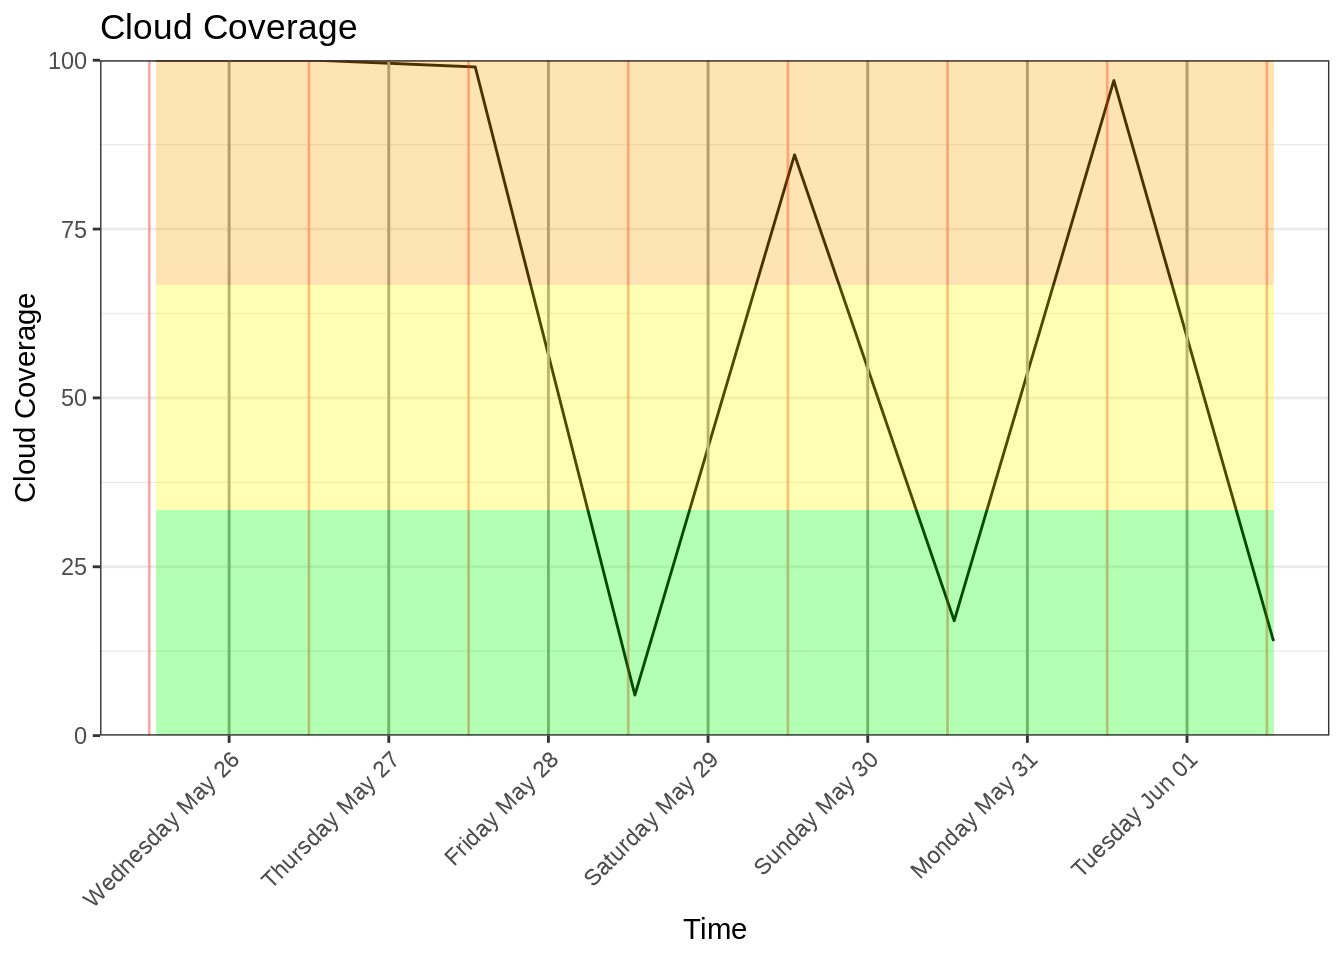 Cloud Coverage
Cloud Coverage
100
75
50
25
0
Wednesday May 26
Thursday May 27
Friday May 28
Saturday May 29
Sunday May 30
Monday May 31
Tuesday Jun 01
Time